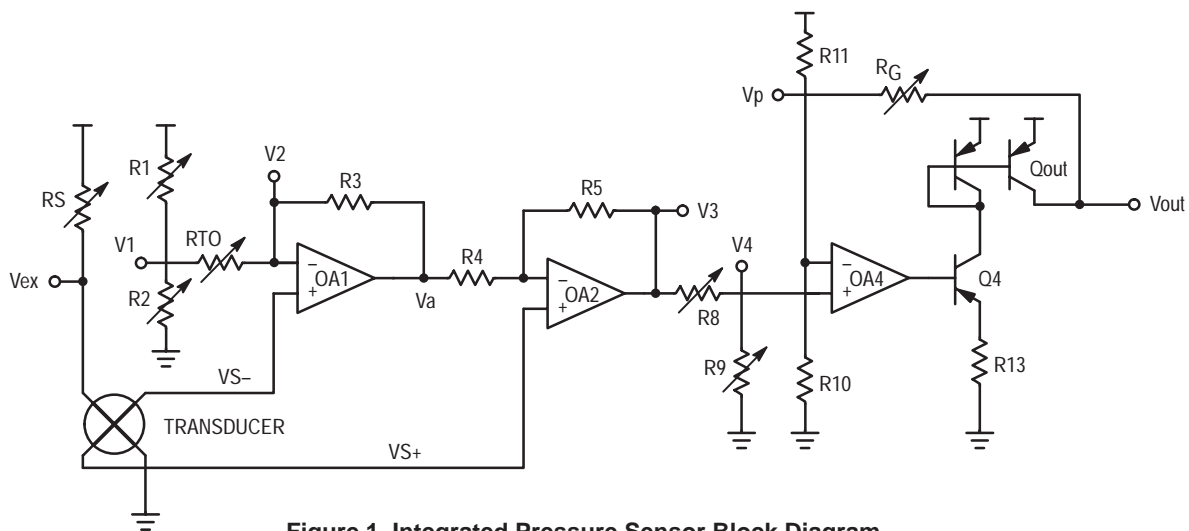 R11
RG
Vp
V2
R1
RS
R3
R5
Qout
V3
Vout
V1
RTO
V4
R4
−
OA1
+
−
OA2
+
−
OA4
+
Q4
Vex
R2
Va
R8
R9
R10
R13
VS−
TRANSDUCER
VS+
Figure 1. Integrated Pressure Sensor Block Diagram